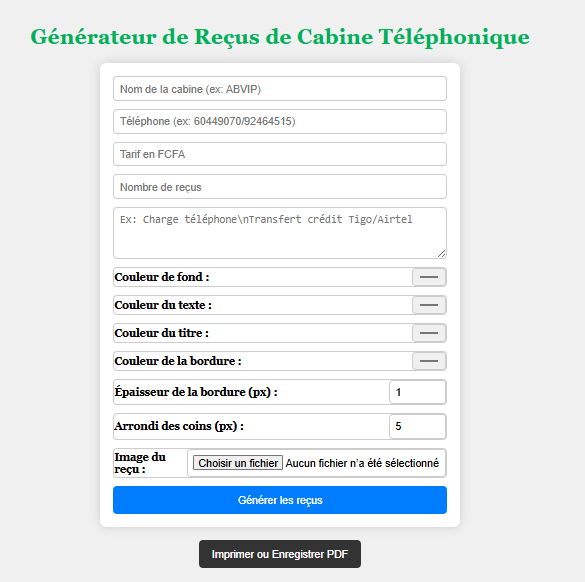 Générateur de Reçus de Cabine Téléphonique
Nom de la cabine (ex: ABVIP)
Téléphone (ex: 60449070/92464515)
Tarif en FCFA
Nombre de reçus
Ex: Charge téléphone\nTransfert crédit Tigo/Airtel
Couleur de fond :
Couleur du texte :
Couleur du titre :
Couleur de la bordure :
Épaisseur de la bordure (px) : 1
Arrondi des coins (px) : 5
Image du
reçu :
Choisir un fichier Aucun fichier n'a été sélectionné
Générer les reçus
Imprimer ou Enregistrer PDF